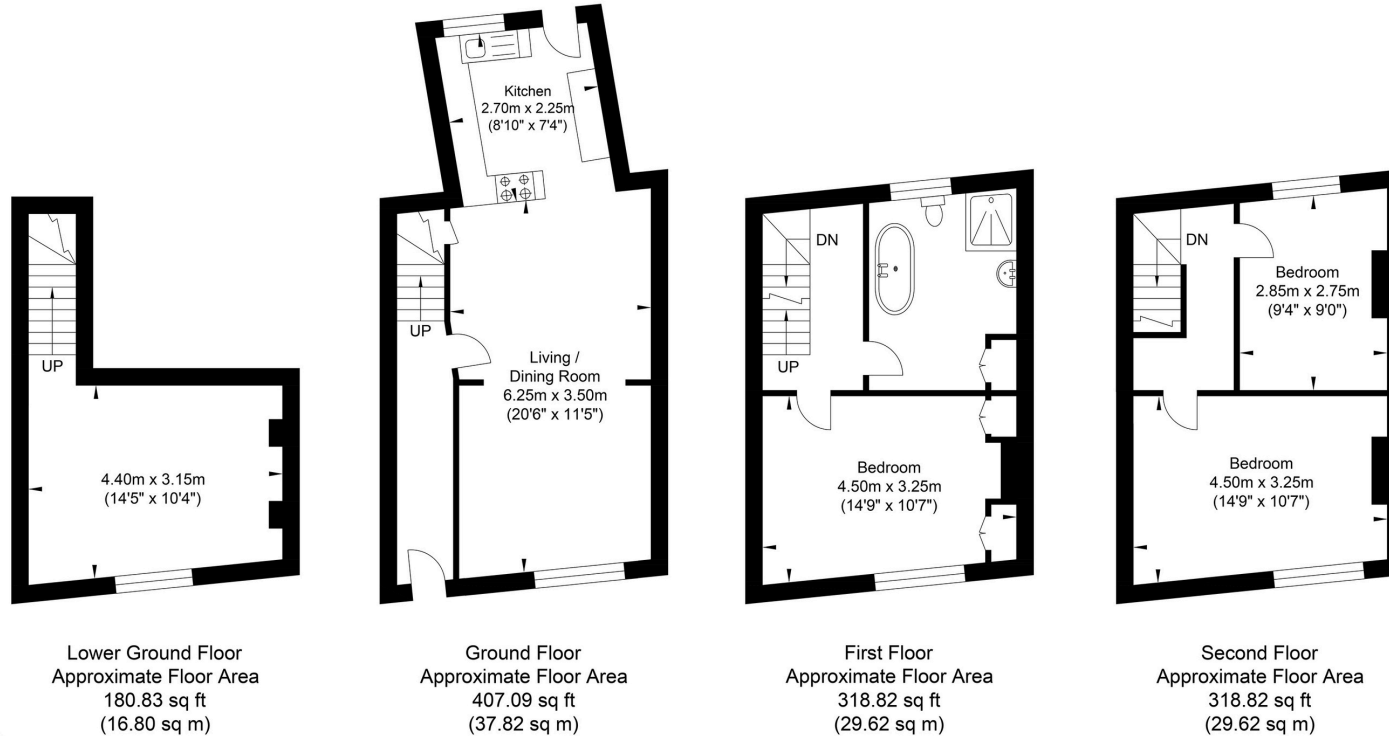 UP
4.40m x 3.15m
(14'5" x 10'4")
Lower Ground Floor
Approximate Floor Area
180.83 sq ft
(16.80 sq m)
Kitchen
2.70m x 2.25m
(8'10" x 7'4")
UP
Living /
Dining Room
6.25m x 3.50m
(20'6" x 11'5")
Ground Floor
Approximate Floor Area
407.09 sq ft
(37.82 sq m)
DN
UP
Bedroom
4.50m x 3.25m
(14'9" x 10'7")
First Floor
Approximate Floor Area
318.82 sq ft
(29.62 sq m)
DN
Bedroom
2.85m x 2.75m
(9'4" x 9'0")
Bedroom
4.50m x 3.25m
(14'9" x 10'7")
Second Floor
Approximate Floor Area
318.82 sq ft
(29.62 sq m)